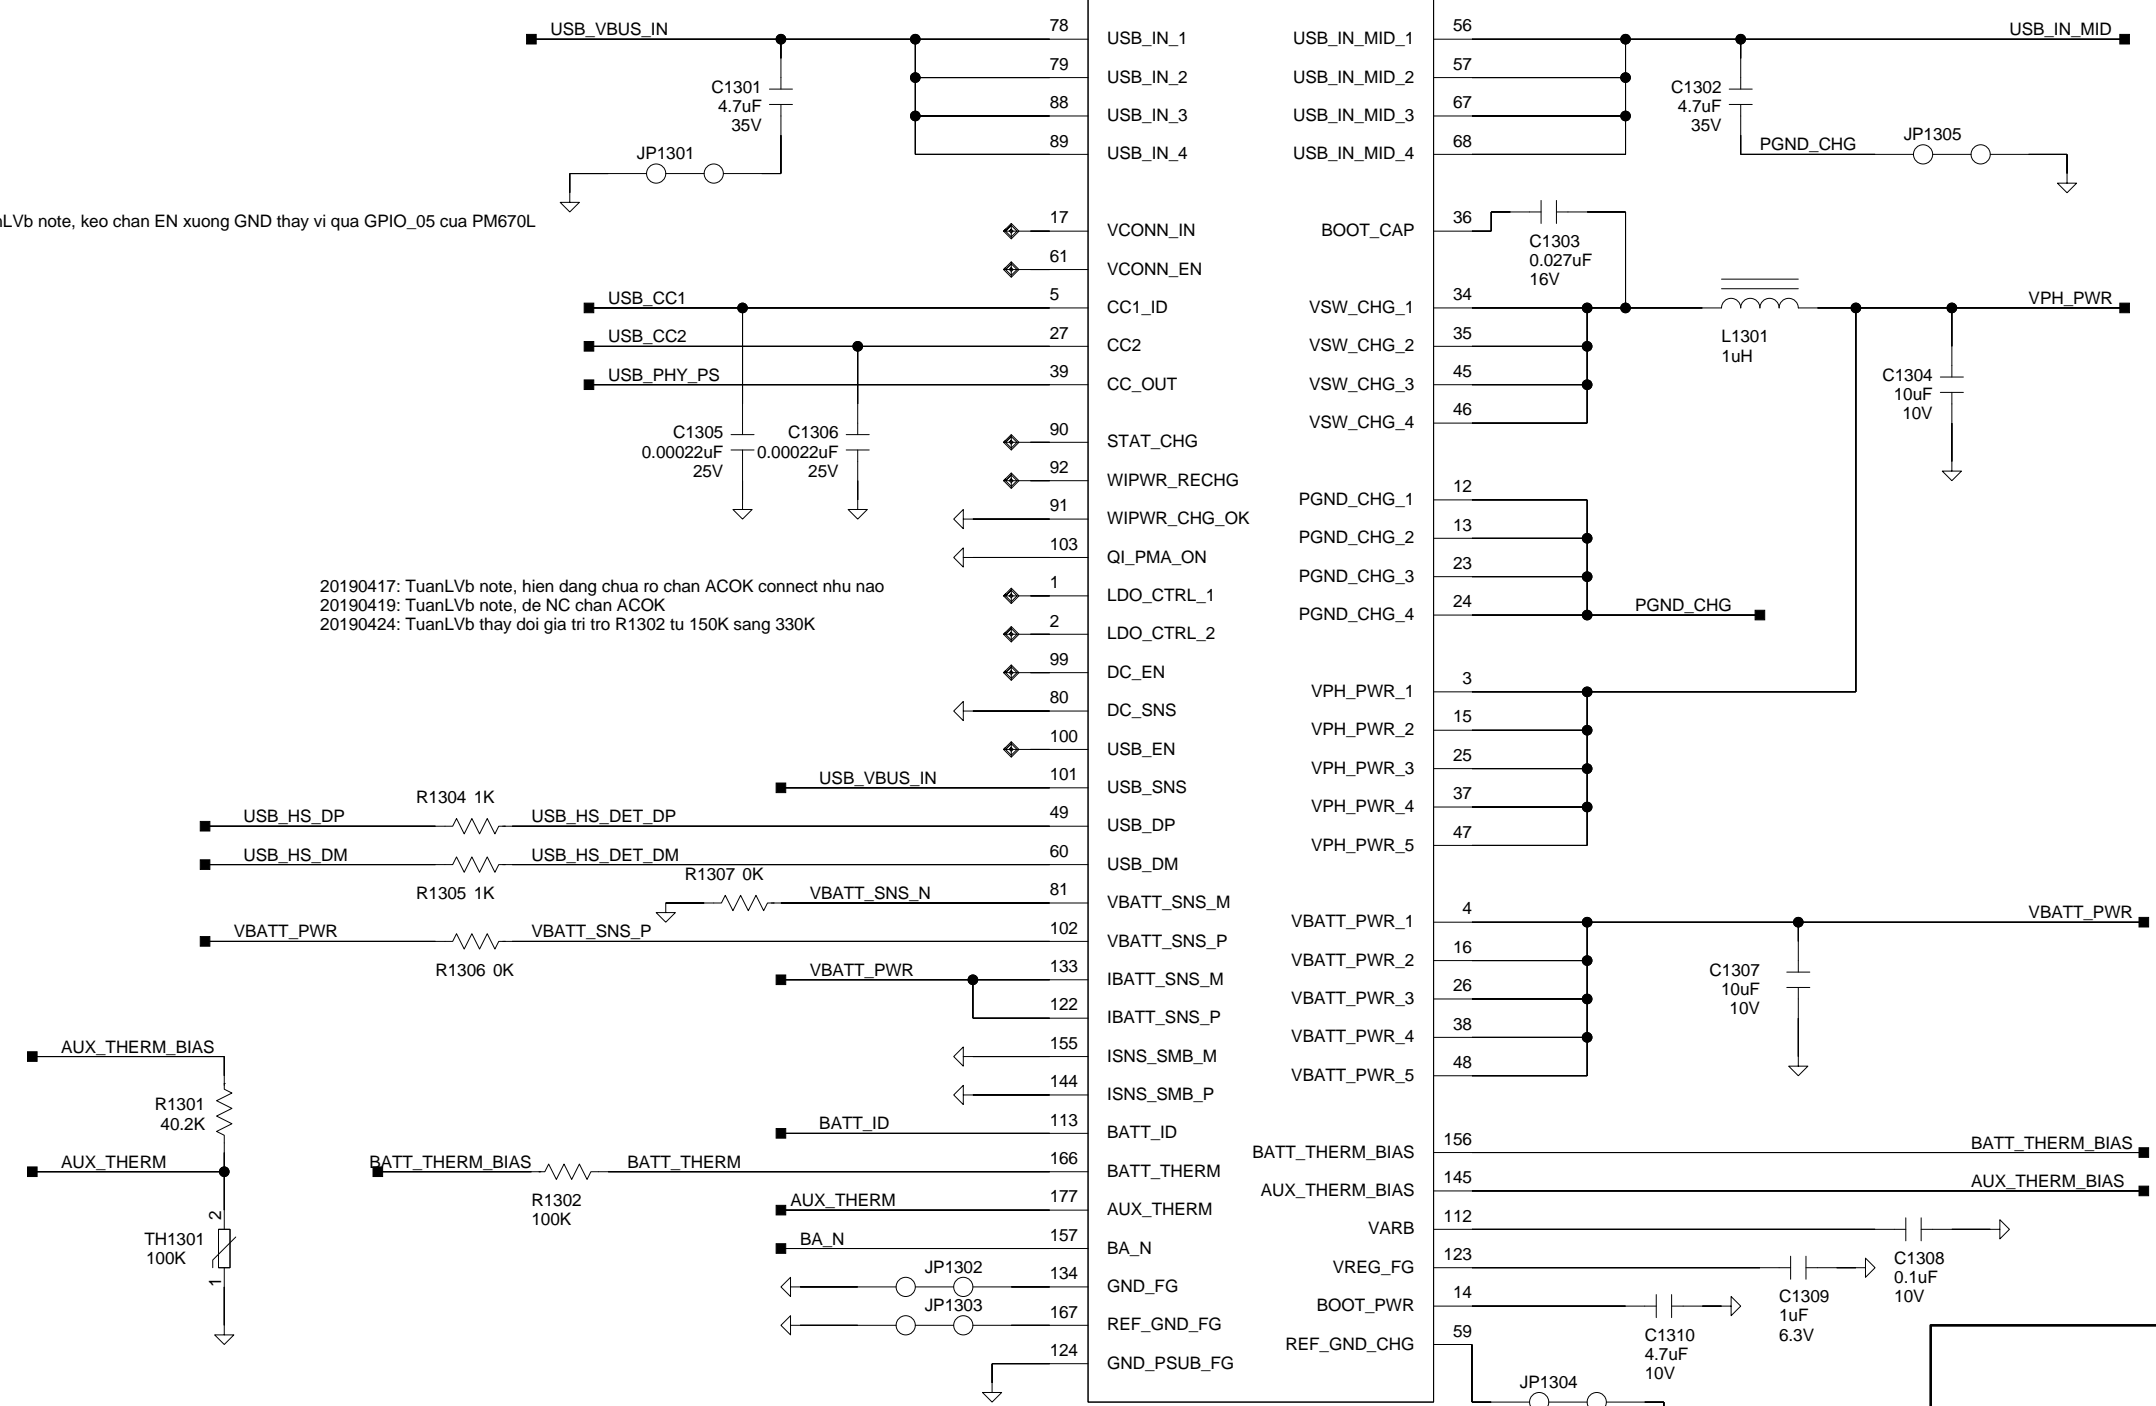 USB_VBUS_IN
C1301
4.7uF
35V
JP1301
LVb note, keo chan EN xuong GND thay vi qua GPIO_05 cua PM670L
USB_CC1
USB_CC2
USB_PHY_PS
C1305
0.00022uF
25V
C1306
0.00022uF
25V
20190417: TuanLVb note, hien dang chua ro chan ACOK connect nhu nao
20190419: TuanLVb note, de NC chan ACOK
20190424: TuanLVb thay doi gia tri tro R1302 tu 150K sang 330K
USB_VBUS_IN
R1304 1K
USB_HS_DP
USB_HS_DET_DP
USB_HS_DM
USB_HS_DET_DM
R1305 1K
R1307 0K
VBATT_SNS_N
VBATT_PWR
VBATT_SNS_P
R1306 0K
VBATT_PWR
AUX_THERM_BIAS
R1301
40.2K
AUX_THERM
2
TH1301
100K
1
BATT_ID
BATT_THERM_BIAS
BATT_THERM
R1302
100K
AUX_THERM
BA_N
JP1302
JP1303
78 USB_IN_1
79 USB_IN_2
88 USB_IN_3
89 USB_IN_4
17 VCONN_IN
61 VCONN_EN
5 CC1_ID
27 CC2
39 CC_OUT
90 STAT_CHG
92 WIPWR_RECHG
91 WIPWR_CHG_OK
103 QI_PMA_ON
1 LDO_CTRL_1
2 LDO_CTRL_2
99 DC_EN
80 DC_SNS
100 USB_EN
101 USB_SNS
49 USB_DP
60 USB_DM
81 VBATT_SNS_M
102 VBATT_SNS_P
133 IBATT_SNS_M
122 IBATT_SNS_P
155 ISNS_SMB_M
144 ISNS_SMB_P
113 BATT_ID
166 BATT_THERM
177 AUX_THERM
157 BA_N
134 GND_FG
167 REF_GND_FG
124 GND_PSUB_FG
USB_IN_MID_1 56
USB_IN_MID_2 57
USB_IN_MID_3 67
USB_IN_MID_4 68
BOOT_CAP 36
VSW_CHG_1 34
VSW_CHG_2 35
VSW_CHG_3 45
VSW_CHG_4 46
PGND_CHG_1 12
PGND_CHG_2 13
PGND_CHG_3 23
PGND_CHG_4 24
VPH_PWR_1 3
VPH_PWR_2 15
VPH_PWR_3 25
VPH_PWR_4 37
VPH_PWR_5 47
VBATT_PWR_1 4
VBATT_PWR_2 16
VBATT_PWR_3 26
VBATT_PWR_4 38
VBATT_PWR_5 48
BATT_THERM_BIAS 156
AUX_THERM_BIAS 145
VARB 112
VREG_FG 123
BOOT_PWR 14
REF_GND_CHG 59
USB_IN_MID
C1302
4.7uF
35V
PGND_CHG
JP1305
C1303
0.027uF
16V
L1301
1uH
VPH_PWR
C1304
10uF
10V
PGND_CHG
VBATT_PWR
C1307
10uF
10V
BATT_THERM_BIAS
AUX_THERM_BIAS
C1308
0.1uF
10V
C1309
1uF
6.3V
C1310
4.7uF
10V
JP1304